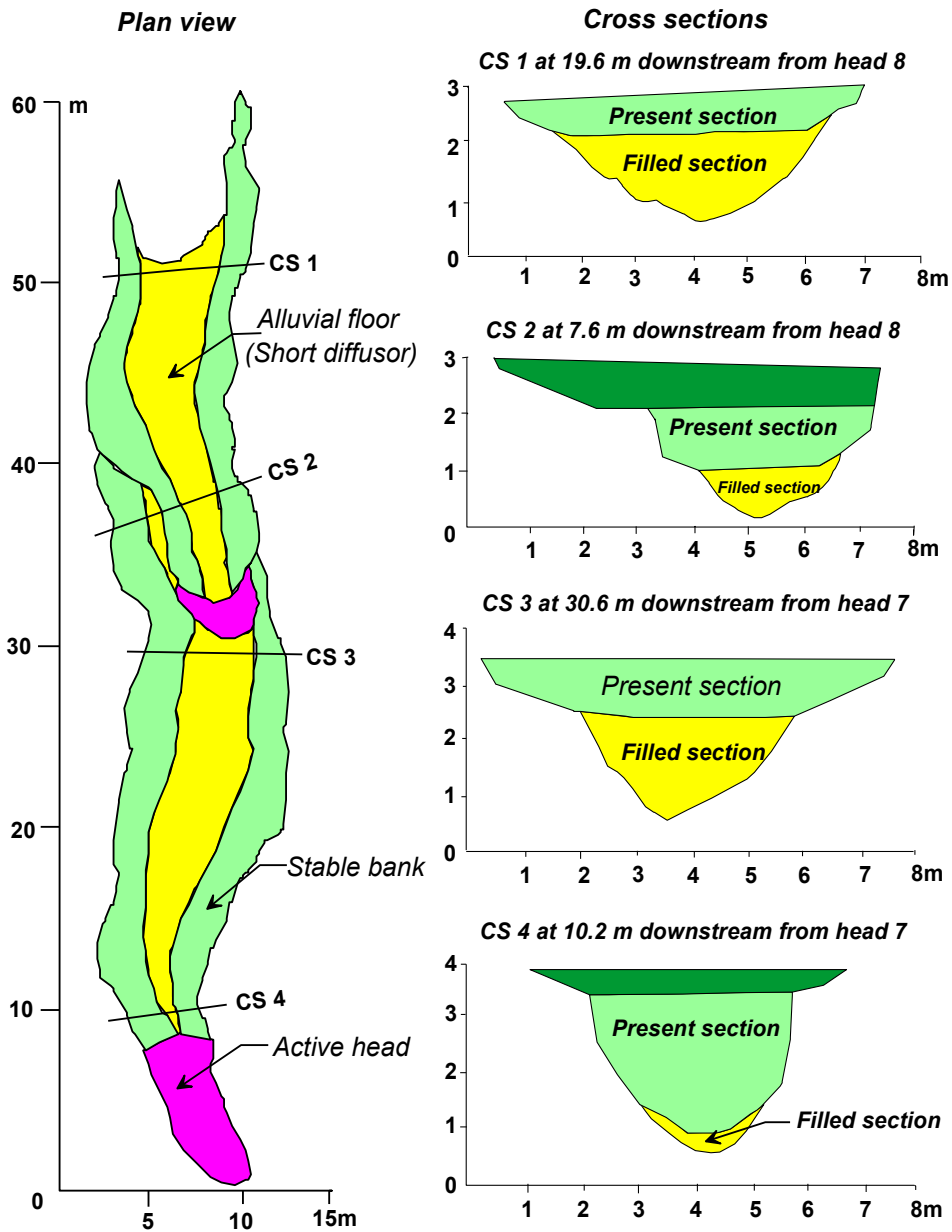 Plan view
60
m
50
40
30
20
10
0
5
10
15m
CS 1
Alluvial floor
(Short diffusor)
CS 2
CS 3
Stable bank
CS 4
Active head
Cross sections
CS 1 at 19.6 m downstream from head 8
3
2
1
0
Present section
Filled section
1 2 3 4 5 6 7 8m
CS 2 at 7.6 m downstream from head 8
3
2
1
0
Present section
Filled section
1 2 3 4 5 6 7 8m
CS 3 at 30.6 m downstream from head 7
4
3
2
1
0
Present section
Filled section
1 2 3 4 5 6 7 8m
CS 4 at 10.2 m downstream from head 7
4
3
2
1
0
Present section
Filled section
1 2 3 4 5 6 7 8m